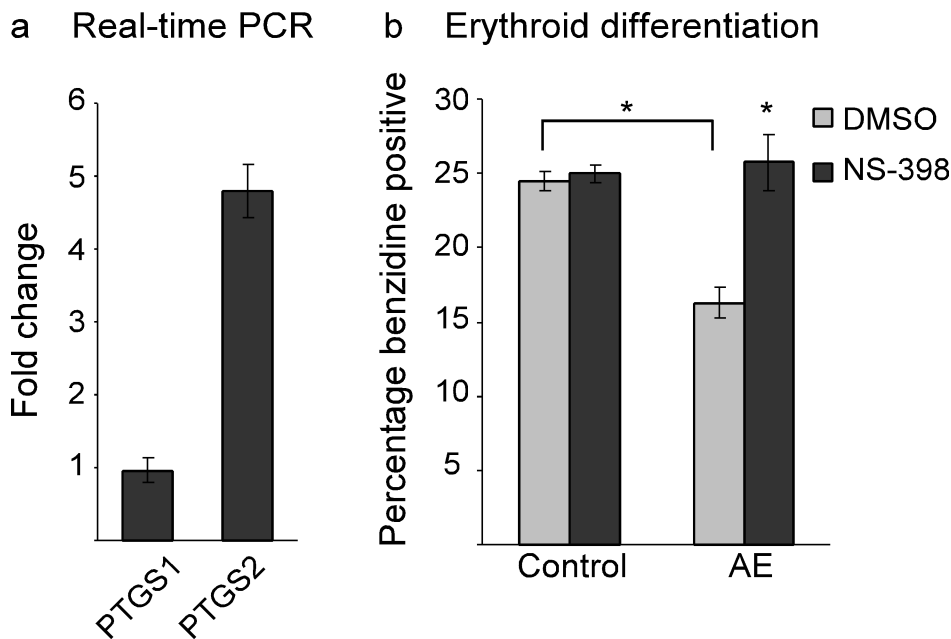 a Real-time PCR
Fold change
6
5
4
3
2
1
PTGS1
PTGS2
b Erythroid differentiation
Percentage benzidine positive
30
25
20
15
10
5
*
*
DMSO
NS-398
Control
AE